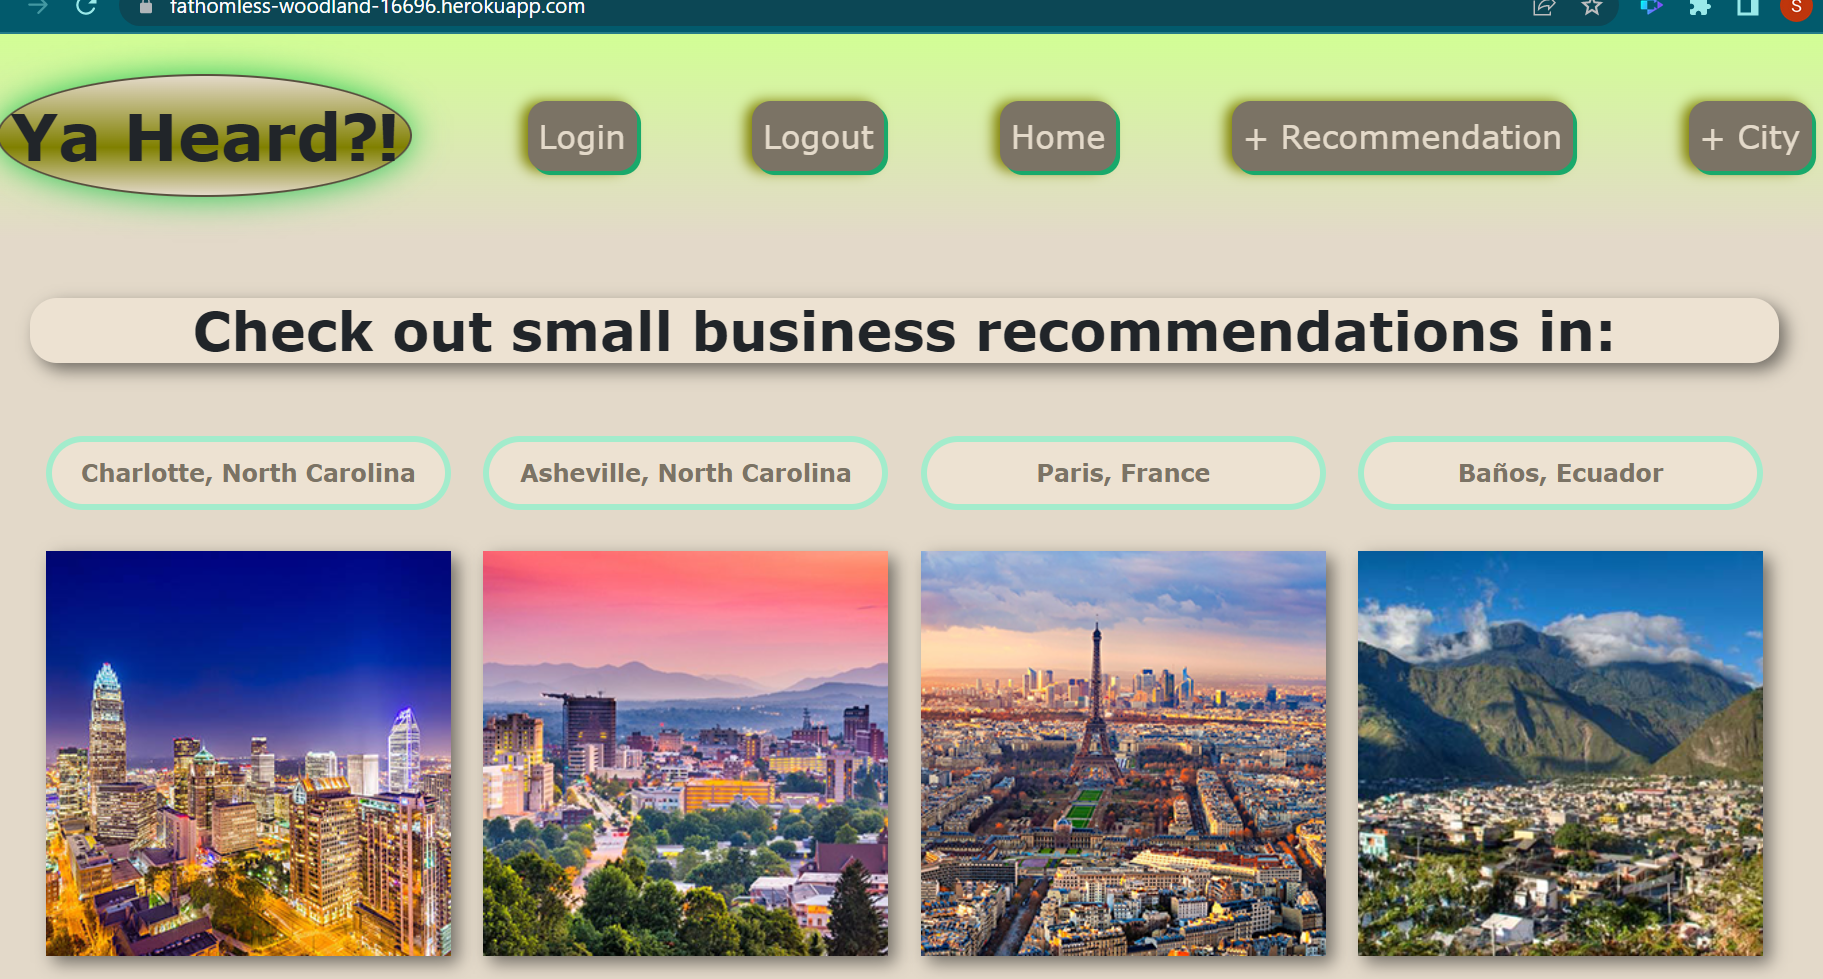 fathomless-woodland-16696.herokuapp.com
S
Ya Heard?!
Login
Logout
Home
+ Recommendation
+ City
Check out small business recommendations in:
Charlotte, North Carolina
Asheville, North Carolina
Paris, France
Baños, Ecuador